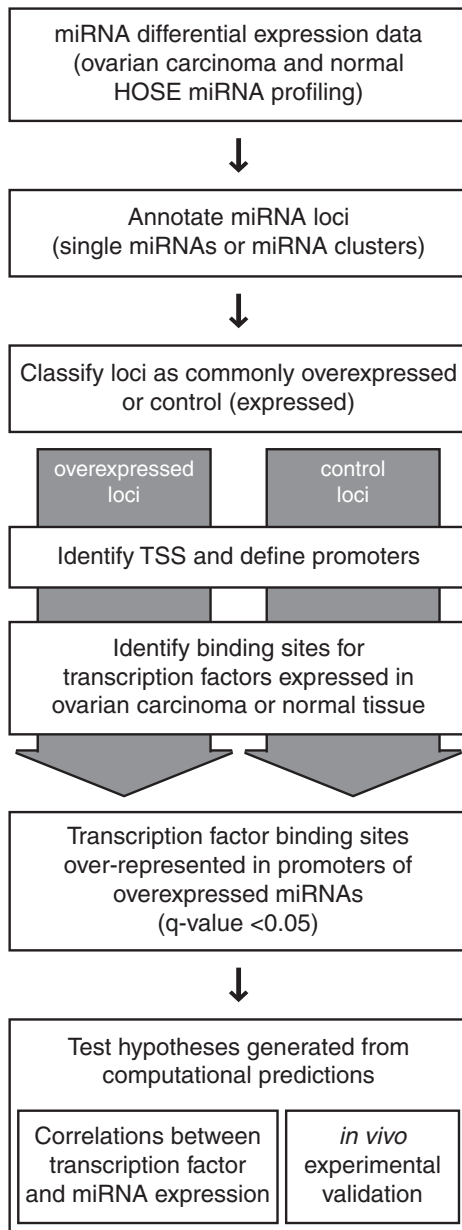 miRNA differential expression data
(ovarian carcinoma and normal
HOSE miRNA profiling)
Annotate miRNA loci
(single miRNAs or miRNA clusters)
Classify loci as commonly overexpressed
or control (expressed)
overexpressed
loci
control
loci
Identify TSS and define promoters
Identify binding sites for
transcription factors expressed in
ovarian carcinoma or normal tissue
Transcription factor binding sites
over-represented in promoters of
overexpressed miRNAs
(q-value <0.05)
Test hypotheses generated from
computational predictions
Correlations between
transcription factor
and miRNA expression
in vivo
experimental
validation